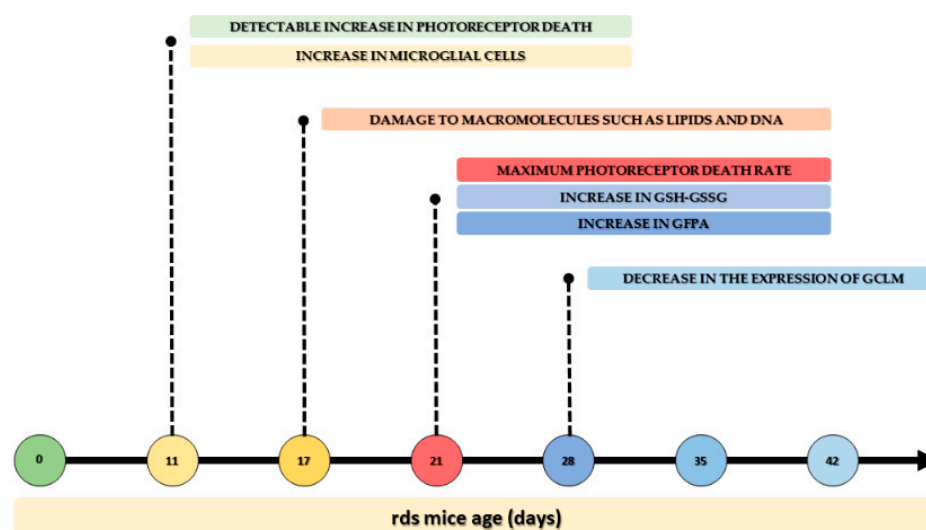 DETECTABLE INCREASE IN PHOTORECEPTOR DEATH
INCREASE IN MICROGLIAL CELLS
DAMAGE TO MACROMOLECULES SUCH AS LIPIDS AND DNA
MAXIMUM PHOTORECEPTOR DEATH RATE
INCREASE IN GSH-GSSG
INCREASE IN GFPA
DECREASE IN THE EXPRESSION OF GCLM
0 11 17 21 28 35 42
rds mice age (days)